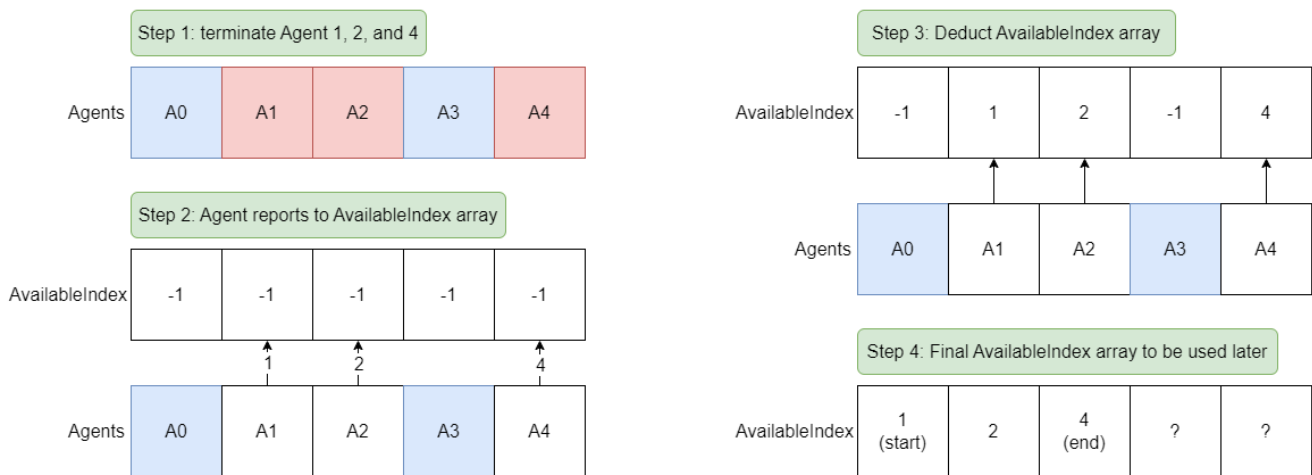 Step 1: terminate Agent 1, 2, and 4
Agents A0 A1 A2 A3 A4
Step 2: Agent reports to AvailableIndex array
AvailableIndex -1 -1 -1 -1 -1
1 2 4
Agents A0 A1 A2 A3 A4
Step 3: Deduct AvailableIndex array
AvailableIndex -1 1 2 -1 4
Agents A0 A1 A2 A3 A4
Step 4: Final AvailableIndex array to be used later
AvailableIndex 1 (start) 2 4 (end) ? ?